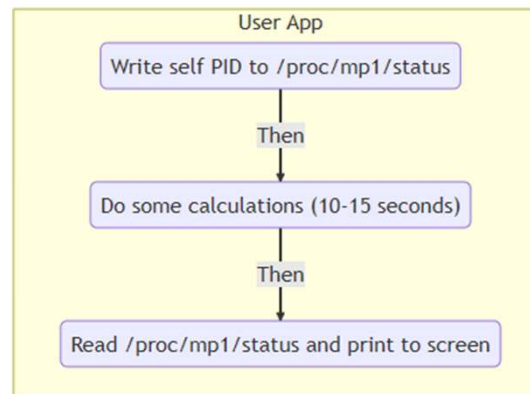 User App
Write self PID to /proc/mp1/status
Then
Do some calculations (10-15 seconds)
Then
Read /proc/mp1/status and print to screen